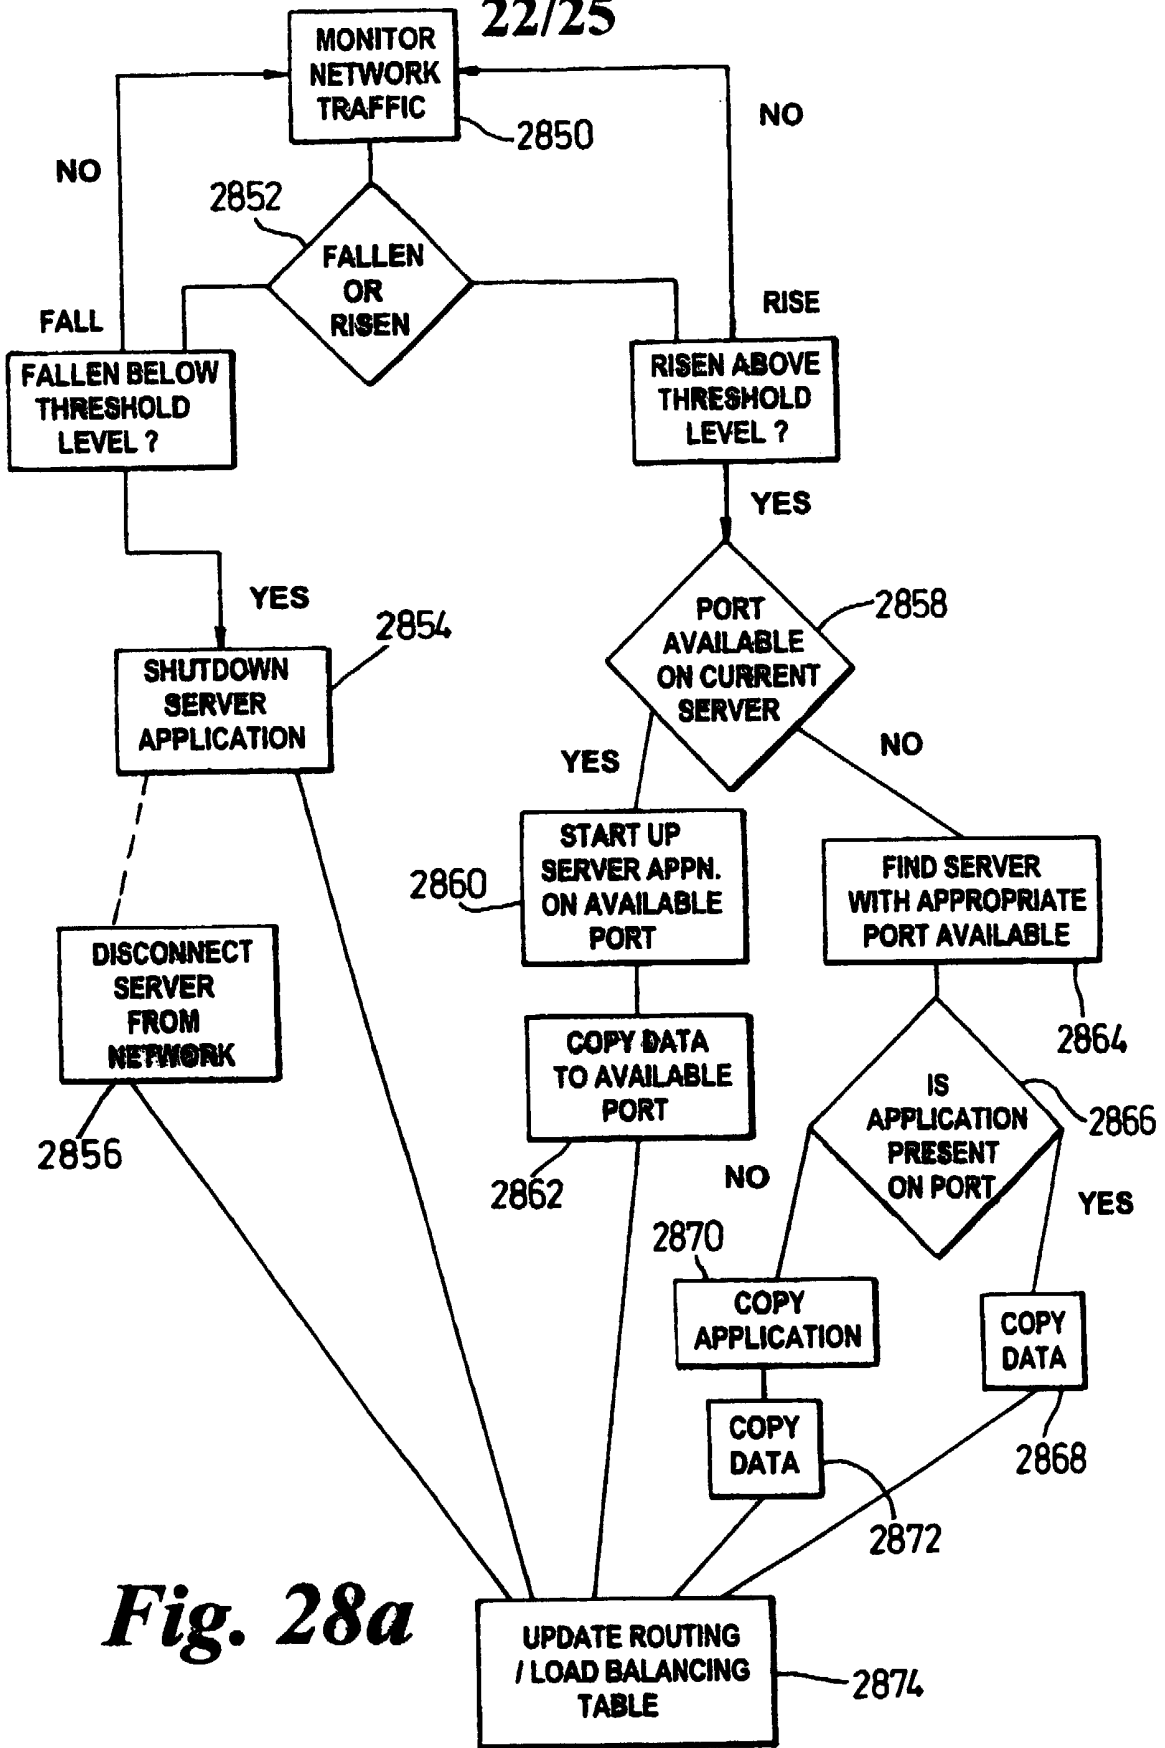 22/25
MONITOR
NETWORK
TRAFFIC
2850
NO
NO
2852
FALLEN
OR
RISEN
FALL
RISE
FALLEN BELOW
THRESHOLD
LEVEL ?
RISEN ABOVE
THRESHOLD
LEVEL ?
YES
YES
2854
SHUTDOWN
SERVER
APPLICATION
PORT
AVAILABLE
ON CURRENT
SERVER
2858
YES
NO
2860
START UP
SERVER APPN.
ON AVAILABLE
PORT
FIND SERVER
WITH APPROPRIATE
PORT AVAILABLE
2864
DISCONNECT
SERVER
FROM
NETWORK
2856
COPY DATA
TO AVAILABLE
PORT
2862
IS
APPLICATION
PRESENT
ON PORT
2866
NO
YES
2870
COPY
APPLICATION
COPY
DATA
2868
COPY
DATA
2872
Fig. 28a
UPDATE ROUTING
/ LOAD BALANCING
TABLE
2874